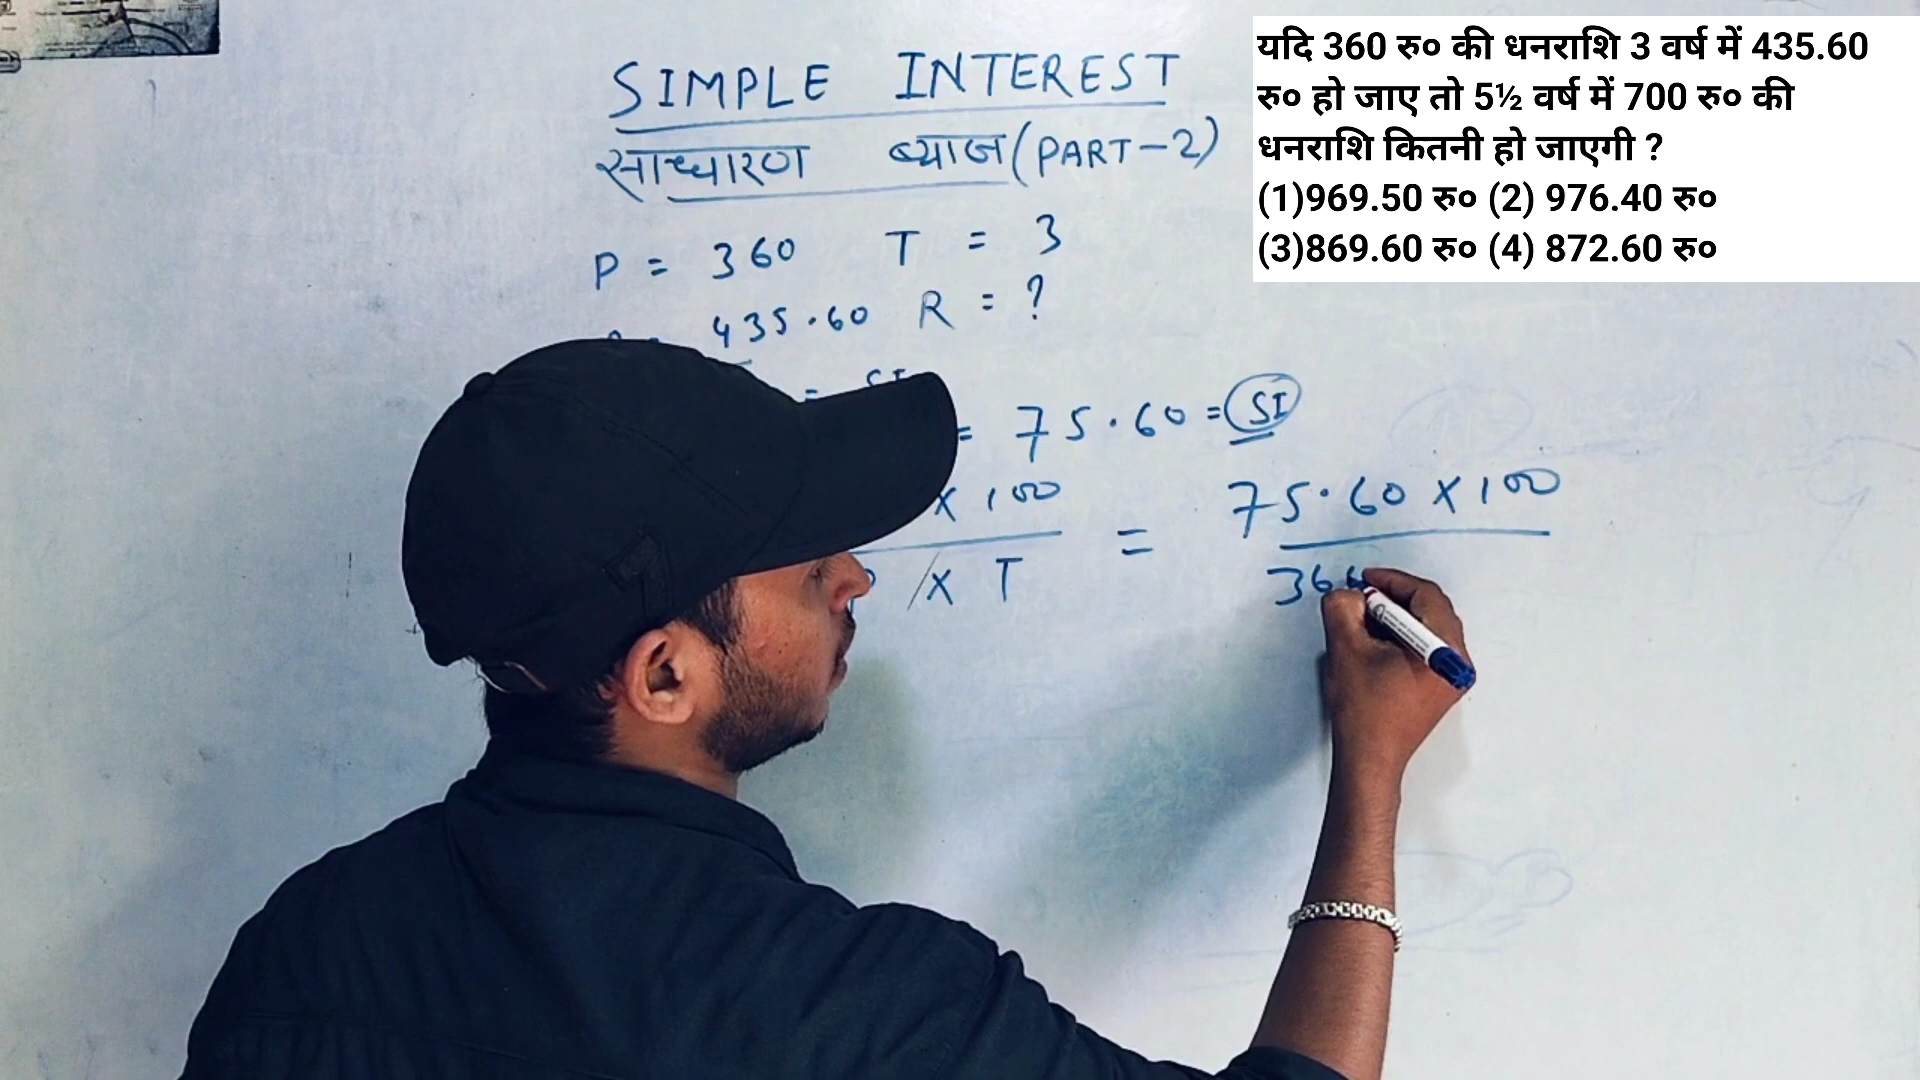 SIMPLE INTEREST
साधारण ब्याज (PART-2)
P = 360 T = 3
435.60 R = ?
= SI
= 75.60 = SI
x 100 = 75.60 x 100
x T 360
यदि 360 रु० की धनराशि 3 वर्ष में 435.60
रु० हो जाए तो 5½ वर्ष में 700 रु० की
धनराशि कितनी हो जाएगी ?
(1)969.50 रु० (2) 976.40 रु०
(3)869.60 रु० (4) 872.60 रु०